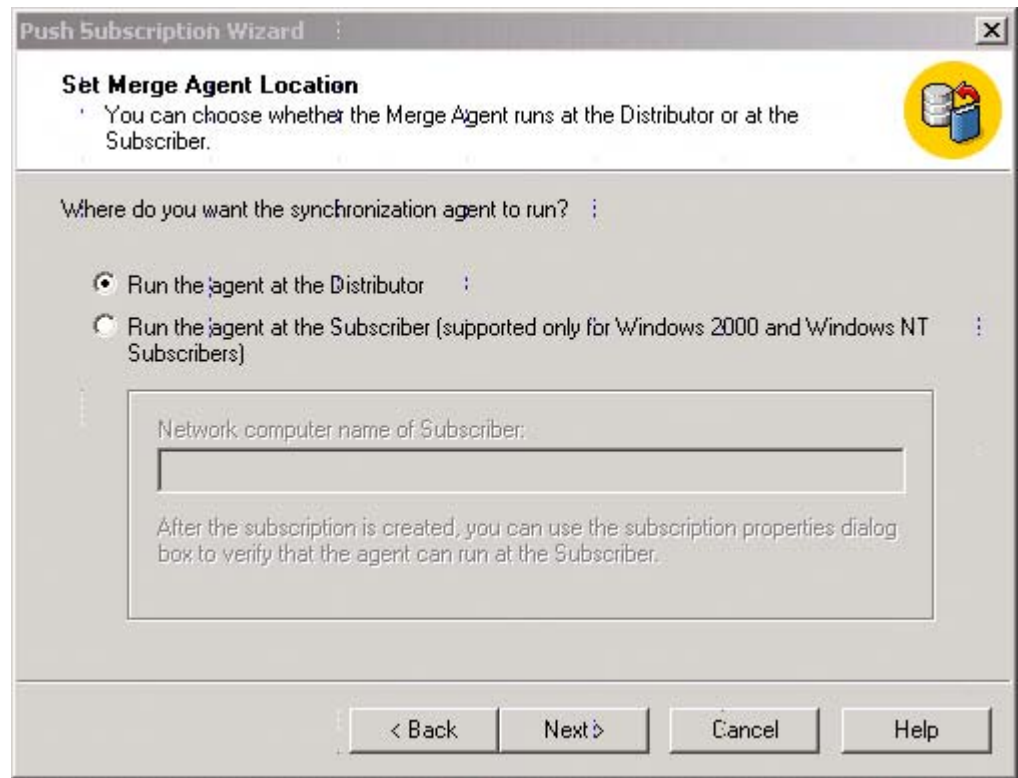 Push Subscription Wizard
Set Merge Agent Location
You can choose whether the Merge Agent runs at the Distributor or at the
Subscriber.
Where do you want the synchronization agent to run?
Run the agent at the Distributor
Run the agent at the Subscriber (supported only for Windows 2000 and Windows NT
Subscribers)
Network computer name of Subscriber:
After the subscription is created, you can use the subscription properties dialog
box to verify that the agent can run at the Subscriber.
< Back Next > Cancel Help